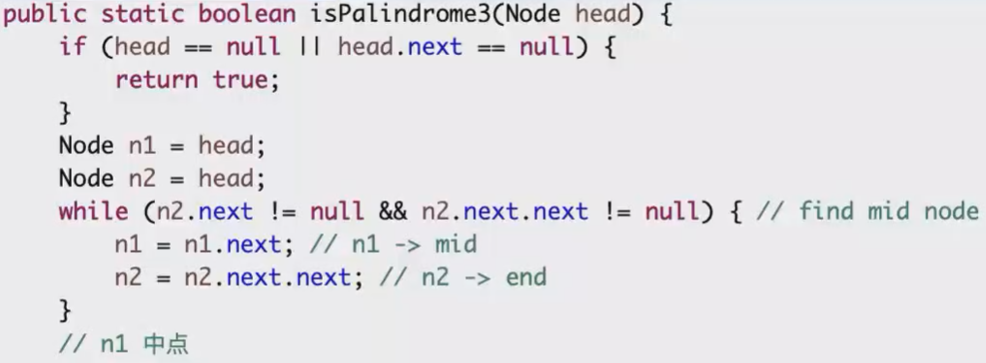 public static boolean isPalindrome3(Node head) {
    if (head == null || head.next == null) {
        return true;
    }
    Node n1 = head;
    Node n2 = head;
    while (n2.next != null && n2.next.next != null) { // find mid node
        n1 = n1.next; // n1 -> mid
        n2 = n2.next.next; // n2 -> end
    }
    // n1 中点